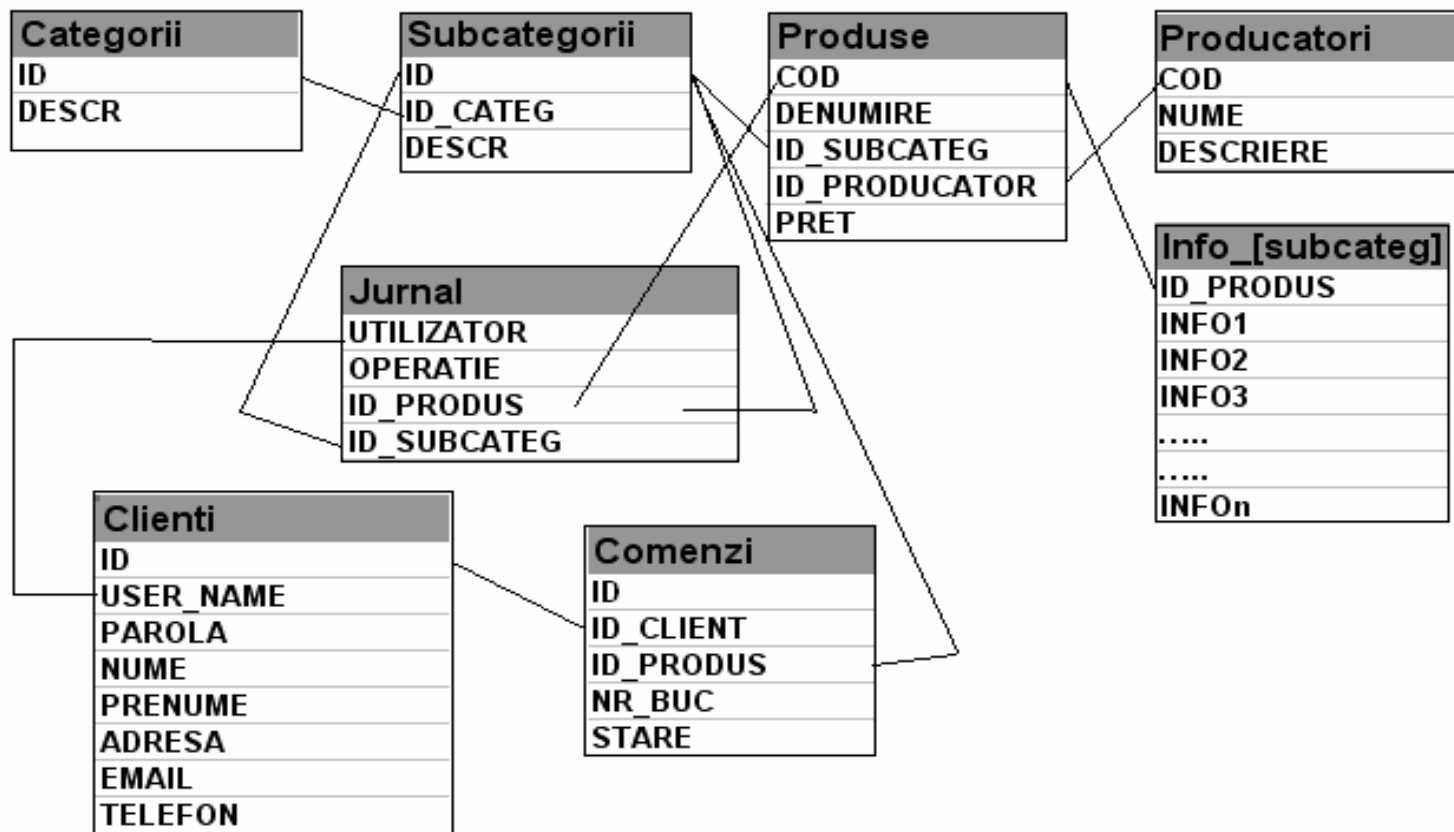 Categorii
ID
DESCR
Subcategorii
ID
ID_CATEG
DESCR
Produse
COD
DENUMIRE
ID_SUBCATEG
ID_PRODUCATOR
PRET
Producatori
COD
NUME
DESCRIERE
Info_[subcateg]
ID_PRODUS
INFO1
INFO2
INFO3
.....
.....
INFOn
Jurnal
UTILIZATOR
OPERATIE
ID_PRODUS
ID_SUBCATEG
Clienti
ID
USER_NAME
PAROLA
NUME
PRENUME
ADRESA
EMAIL
TELEFON
Comenzi
ID
ID_CLIENT
ID_PRODUS
NR_BUC
STARE